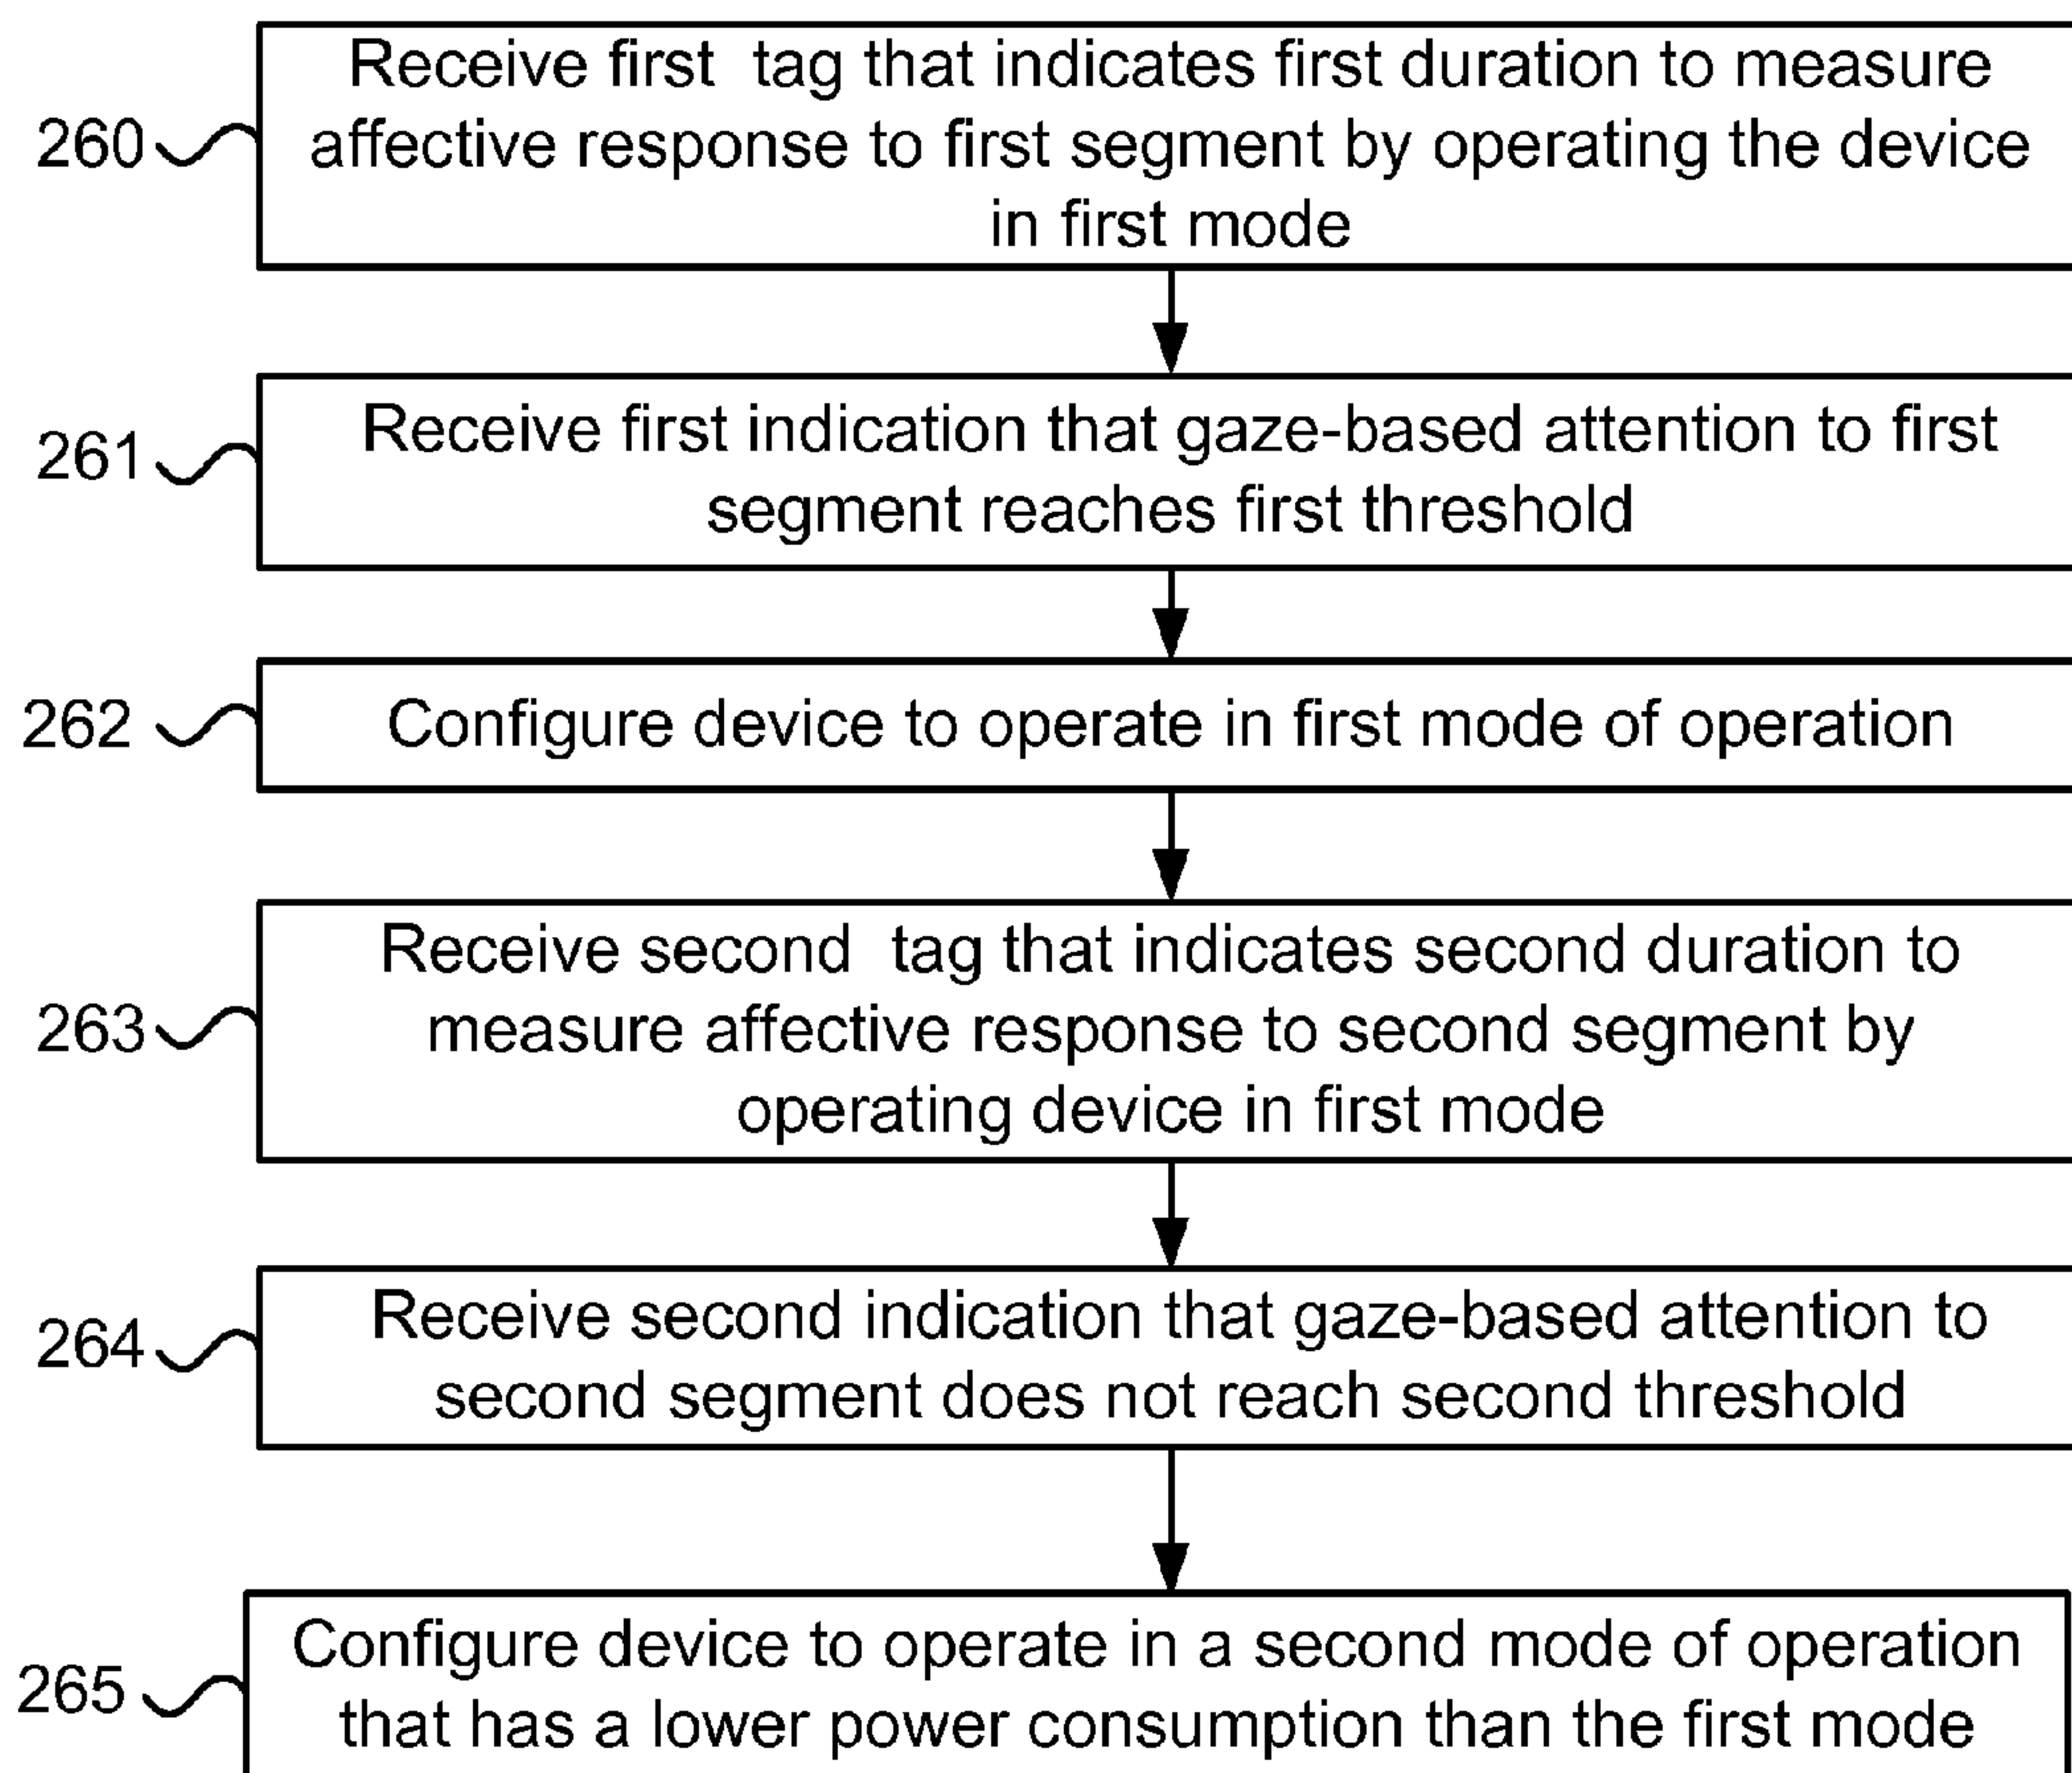 260
Receive first tag that indicates first duration to measure
affective response to first segment by operating the device
in first mode
261
Receive first indication that gaze-based attention to first
segment reaches first threshold
262
Configure device to operate in first mode of operation
263
Receive second tag that indicates second duration to
measure affective response to second segment by
operating device in first mode
264
Receive second indication that gaze-based attention to
second segment does not reach second threshold
265
Configure device to operate in a second mode of operation
that has a lower power consumption than the first mode